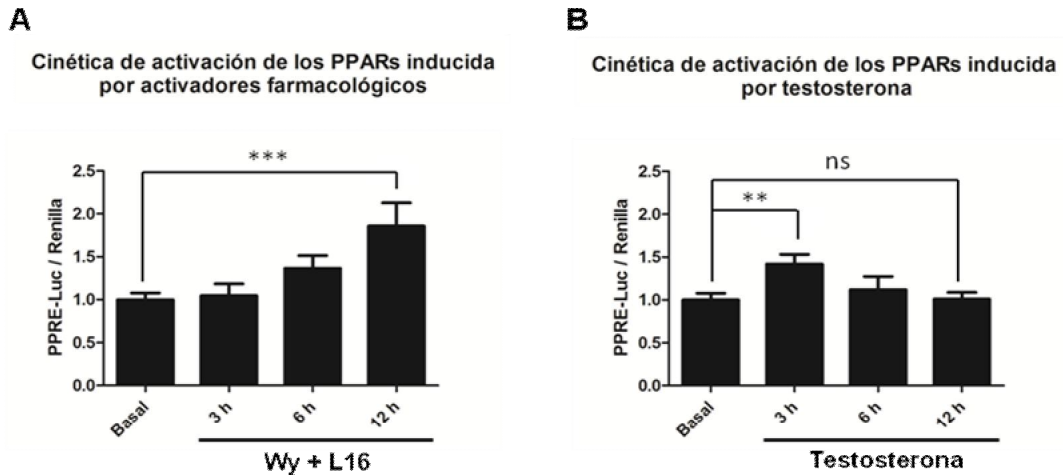 A
Cinética de activación de los PPARs inducida
por activadores farmacológicos
***
PPRE-Luc / Renilla
2.5
2.0
1.5
1.0
0.5
0.0
Basal
3 h
6 h
12 h
Wy + L16
B
Cinética de activación de los PPARs inducida
por testosterona
ns
**
PPRE-Luc / Renilla
2.5
2.0
1.5
1.0
0.5
0.0
Basal
3 h
6 h
12 h
Testosterona